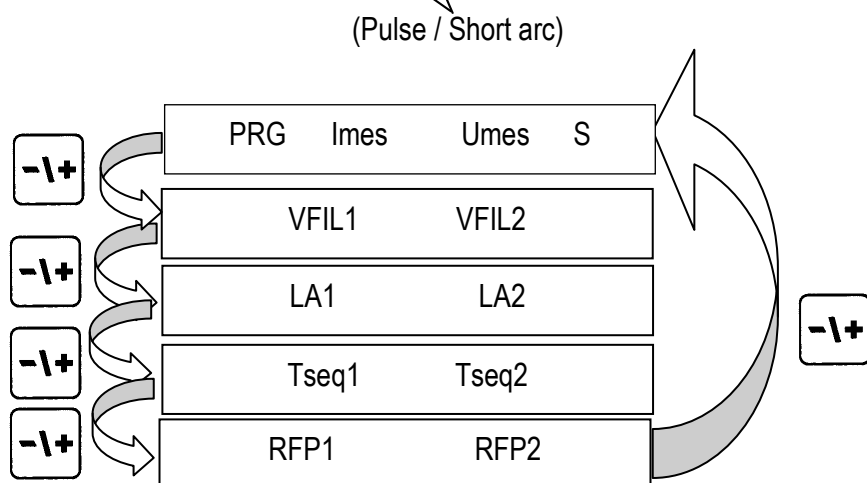 (Pulse / Short arc)
PRG Imes Umes S
-\+
VFIL1 VFIL2
-\+
LA1 LA2
-\+
Tseq1 Tseq2
-\+
RFP1 RFP2
-\+